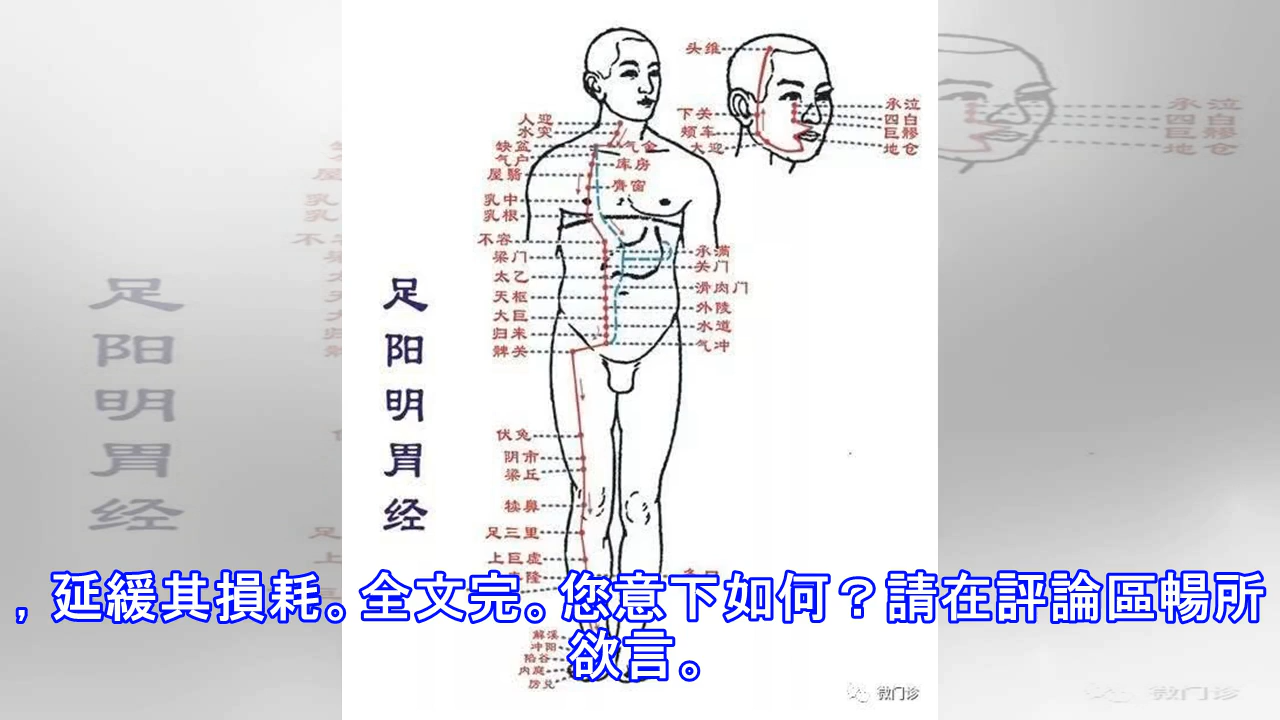 足阳明胃经
头维
下关
颊车
大迎
承泣
四白
巨髎
地仓
人迎
水突
缺盆
气户
屋翳
乳中
乳根
不容
梁门
太乙
天枢
大巨
归来
髀关
气舍
库房
膺窗
承满
关门
滑肉门
外陵
水道
气冲
伏兔
阴市
梁丘
犊鼻
足三里
上巨虚
隆
解溪
冲阳
陷谷
内庭
厉兑
，延緩其損耗。全文完。您意下如何？請在評論區暢所
欲言。
微门诊